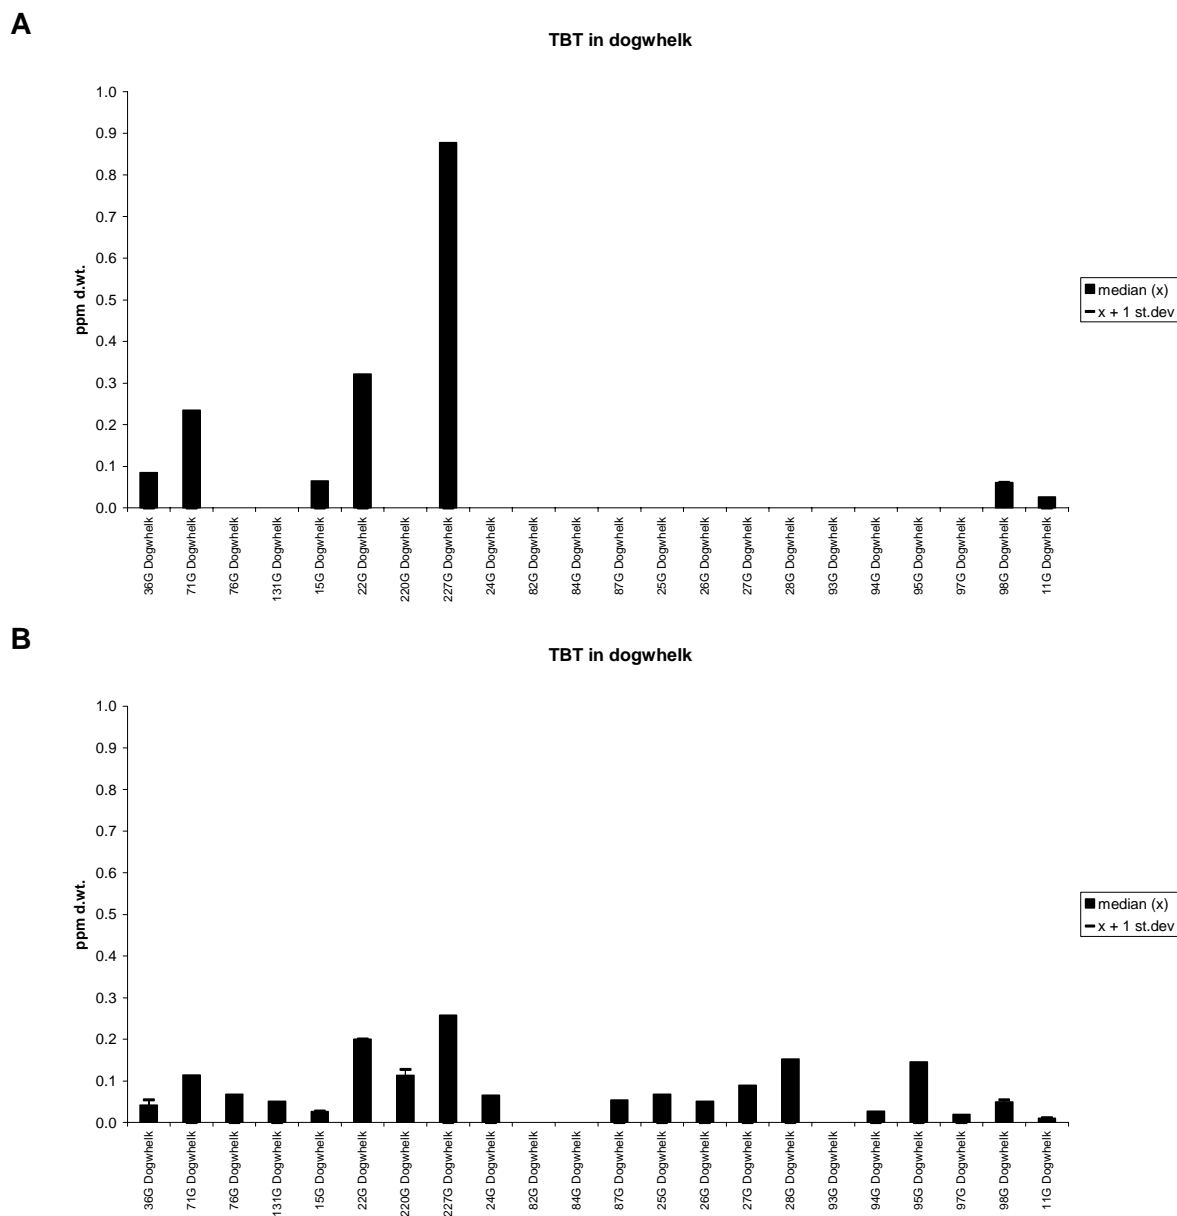 A
TBT in dogwhelk
1.0
0.9
0.8
0.7
0.6
0.5
0.4
0.3
0.2
0.1
0.0
ppm d.wt.
36G Dogwhelk
71G Dogwhelk
76G Dogwhelk
131G Dogwhelk
15G Dogwhelk
22G Dogwhelk
220G Dogwhelk
227G Dogwhelk
24G Dogwhelk
82G Dogwhelk
84G Dogwhelk
87G Dogwhelk
25G Dogwhelk
26G Dogwhelk
27G Dogwhelk
28G Dogwhelk
93G Dogwhelk
94G Dogwhelk
95G Dogwhelk
97G Dogwhelk
98G Dogwhelk
11G Dogwhelk
median (x)
x + 1 st.dev
B
TBT in dogwhelk
1.0
0.9
0.8
0.7
0.6
0.5
0.4
0.3
0.2
0.1
0.0
ppm d.wt.
36G Dogwhelk
71G Dogwhelk
76G Dogwhelk
131G Dogwhelk
15G Dogwhelk
22G Dogwhelk
220G Dogwhelk
227G Dogwhelk
24G Dogwhelk
82G Dogwhelk
84G Dogwhelk
87G Dogwhelk
25G Dogwhelk
26G Dogwhelk
27G Dogwhelk
28G Dogwhelk
93G Dogwhelk
94G Dogwhelk
95G Dogwhelk
97G Dogwhelk
98G Dogwhelk
11G Dogwhelk
median (x)
x + 1 st.dev